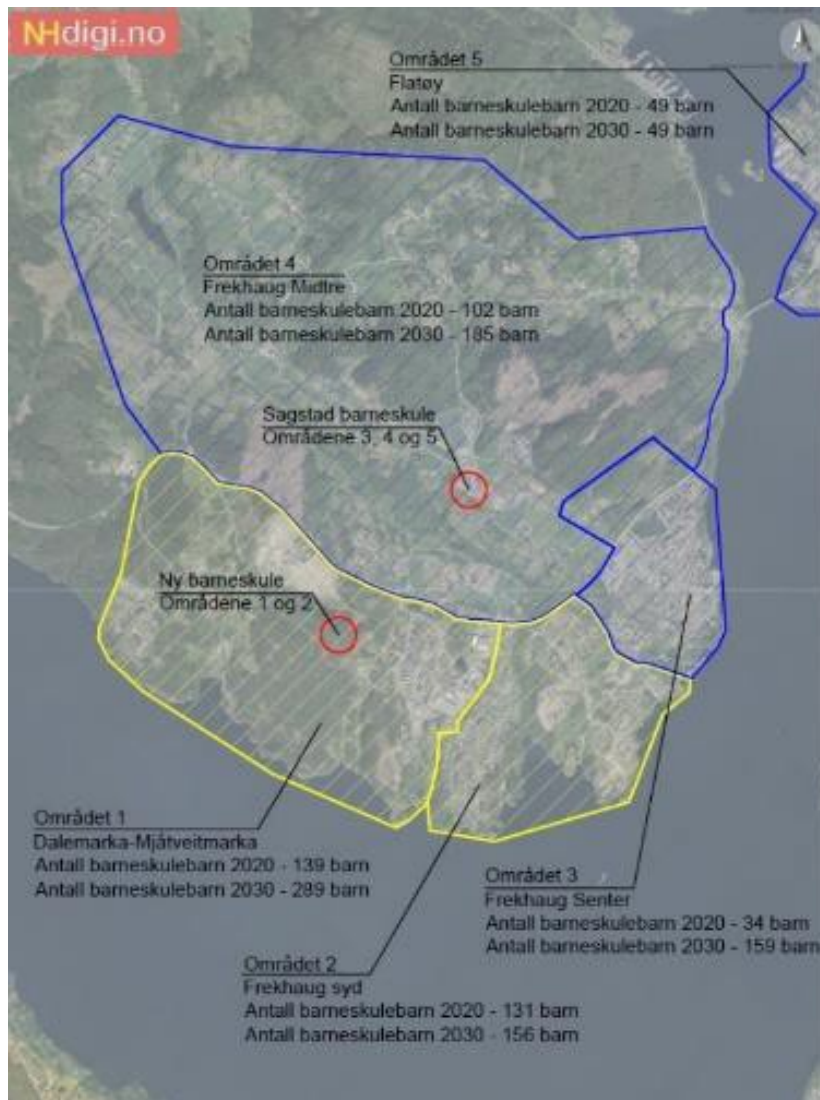 NHdigi.no
Området 5
Flatøy
Antall barneskulebarn 2020 - 49 barn
Antall barneskulebarn 2030 - 49 barn
Området 4
Frekhaug Midtre
Antall barneskulebarn 2020 - 102 barn
Antall barneskulebarn 2030 - 185 barn
Sagstad barneskule
Områdene 3, 4 og 5
Ny barneskule
Områdene 1 og 2
Området 1
Dalemarka-Mjåtveitmarka
Antall barneskulebarn 2020 - 139 barn
Antall barneskulebarn 2030 - 289 barn
Området 3
Frekhaug Senter
Antall barneskulebarn 2020 - 34 barn
Antall barneskulebarn 2030 - 159 barn
Området 2
Frekhaug syd
Antall barneskulebarn 2020 - 131 barn
Antall barneskulebarn 2030 - 156 barn